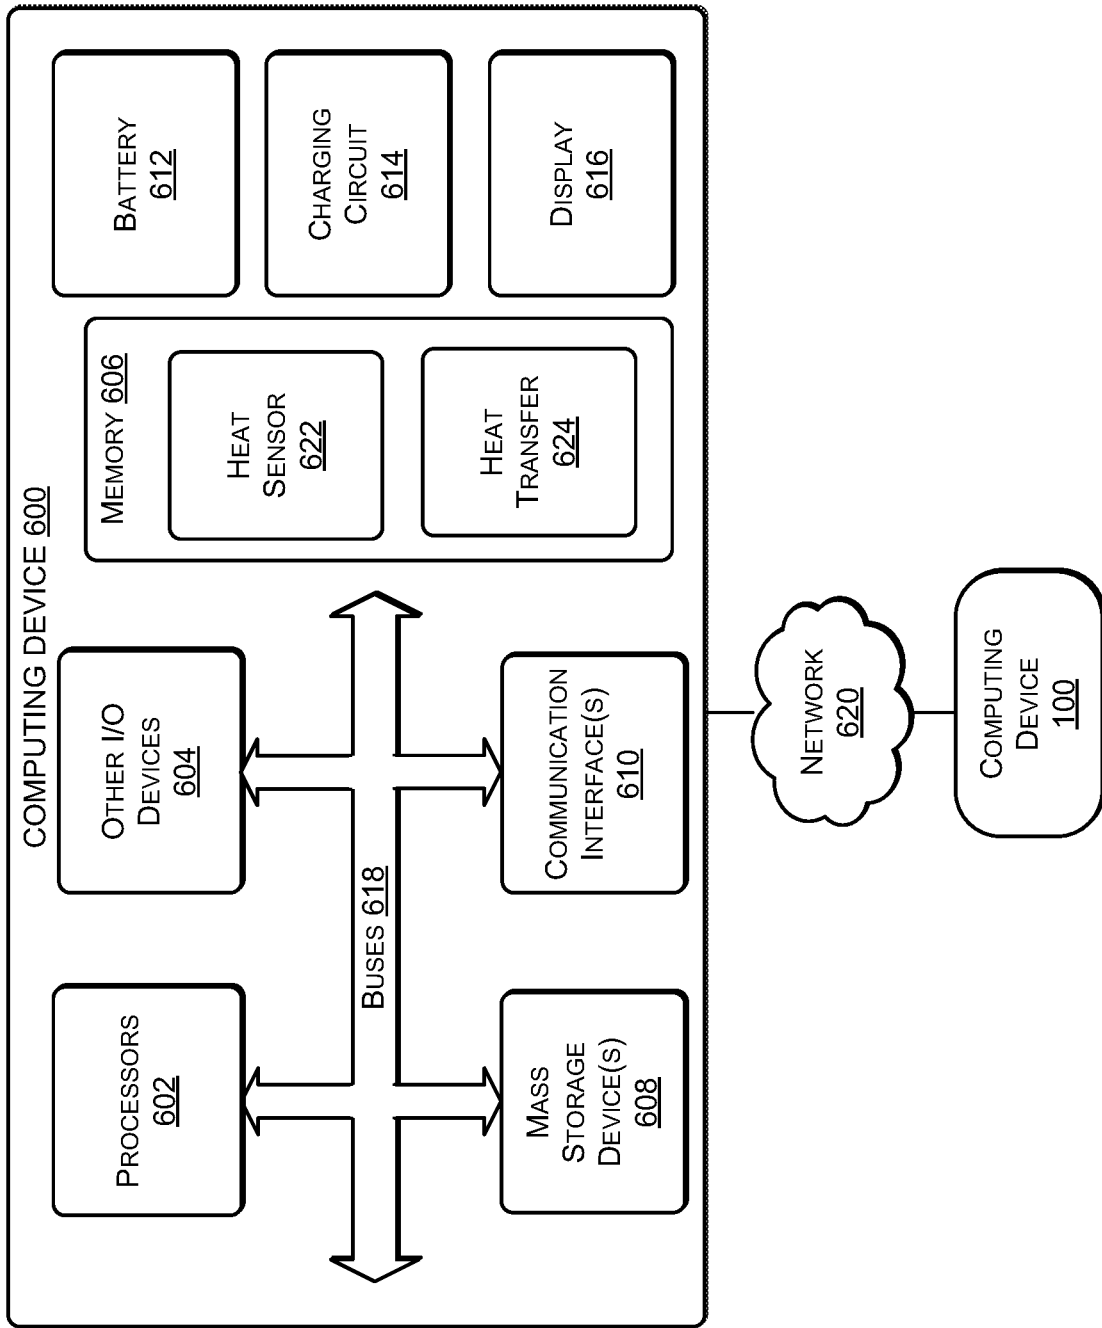 COMPUTING DEVICE 600
PROCESSORS
602
OTHER I/O
DEVICES
604
MEMORY 606
HEAT
SENSOR
622
HEAT
TRANSFER
624
BATTERY
612
CHARGING
CIRCUIT
614
DISPLAY
616
BUSES 618
MASS
STORAGE
DEVICE(S)
608
COMMUNICATION
INTERFACE(S)
610
NETWORK
620
COMPUTING
DEVICE
100